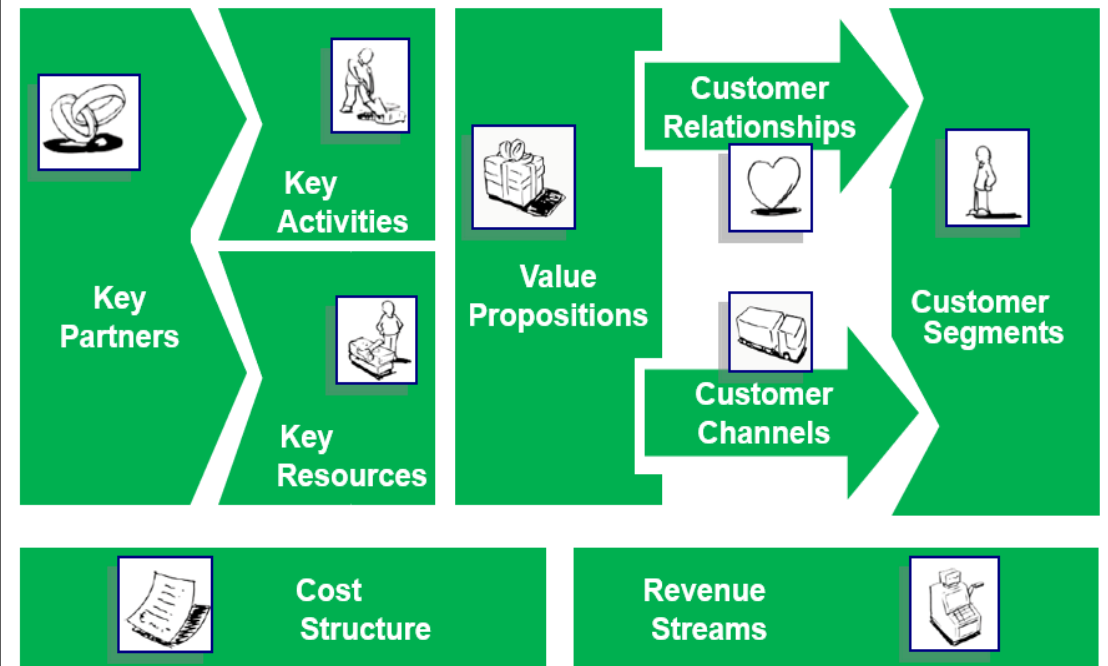 Key
Partners
Key
Activities
Key
Resources
Value
Propositions
Customer
Relationships
Customer
Channels
Customer
Segments
Cost
Structure
Revenue
Streams